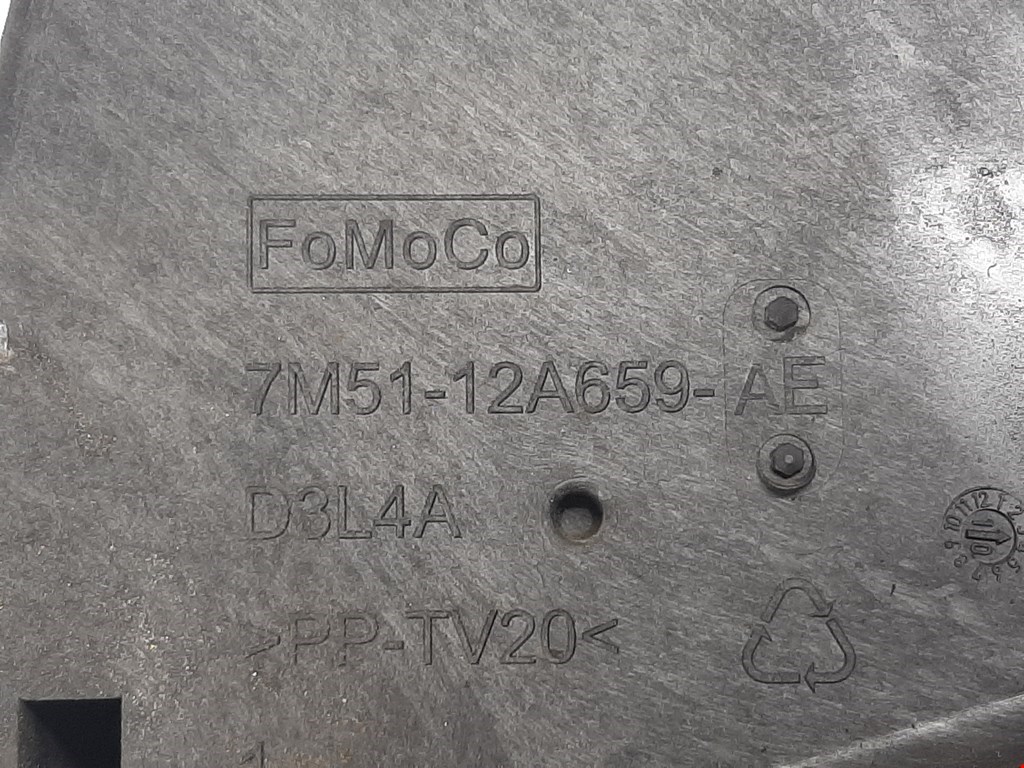 FoMoCo
7M51-12A659-AE
D3L4A
>PP-TV20<